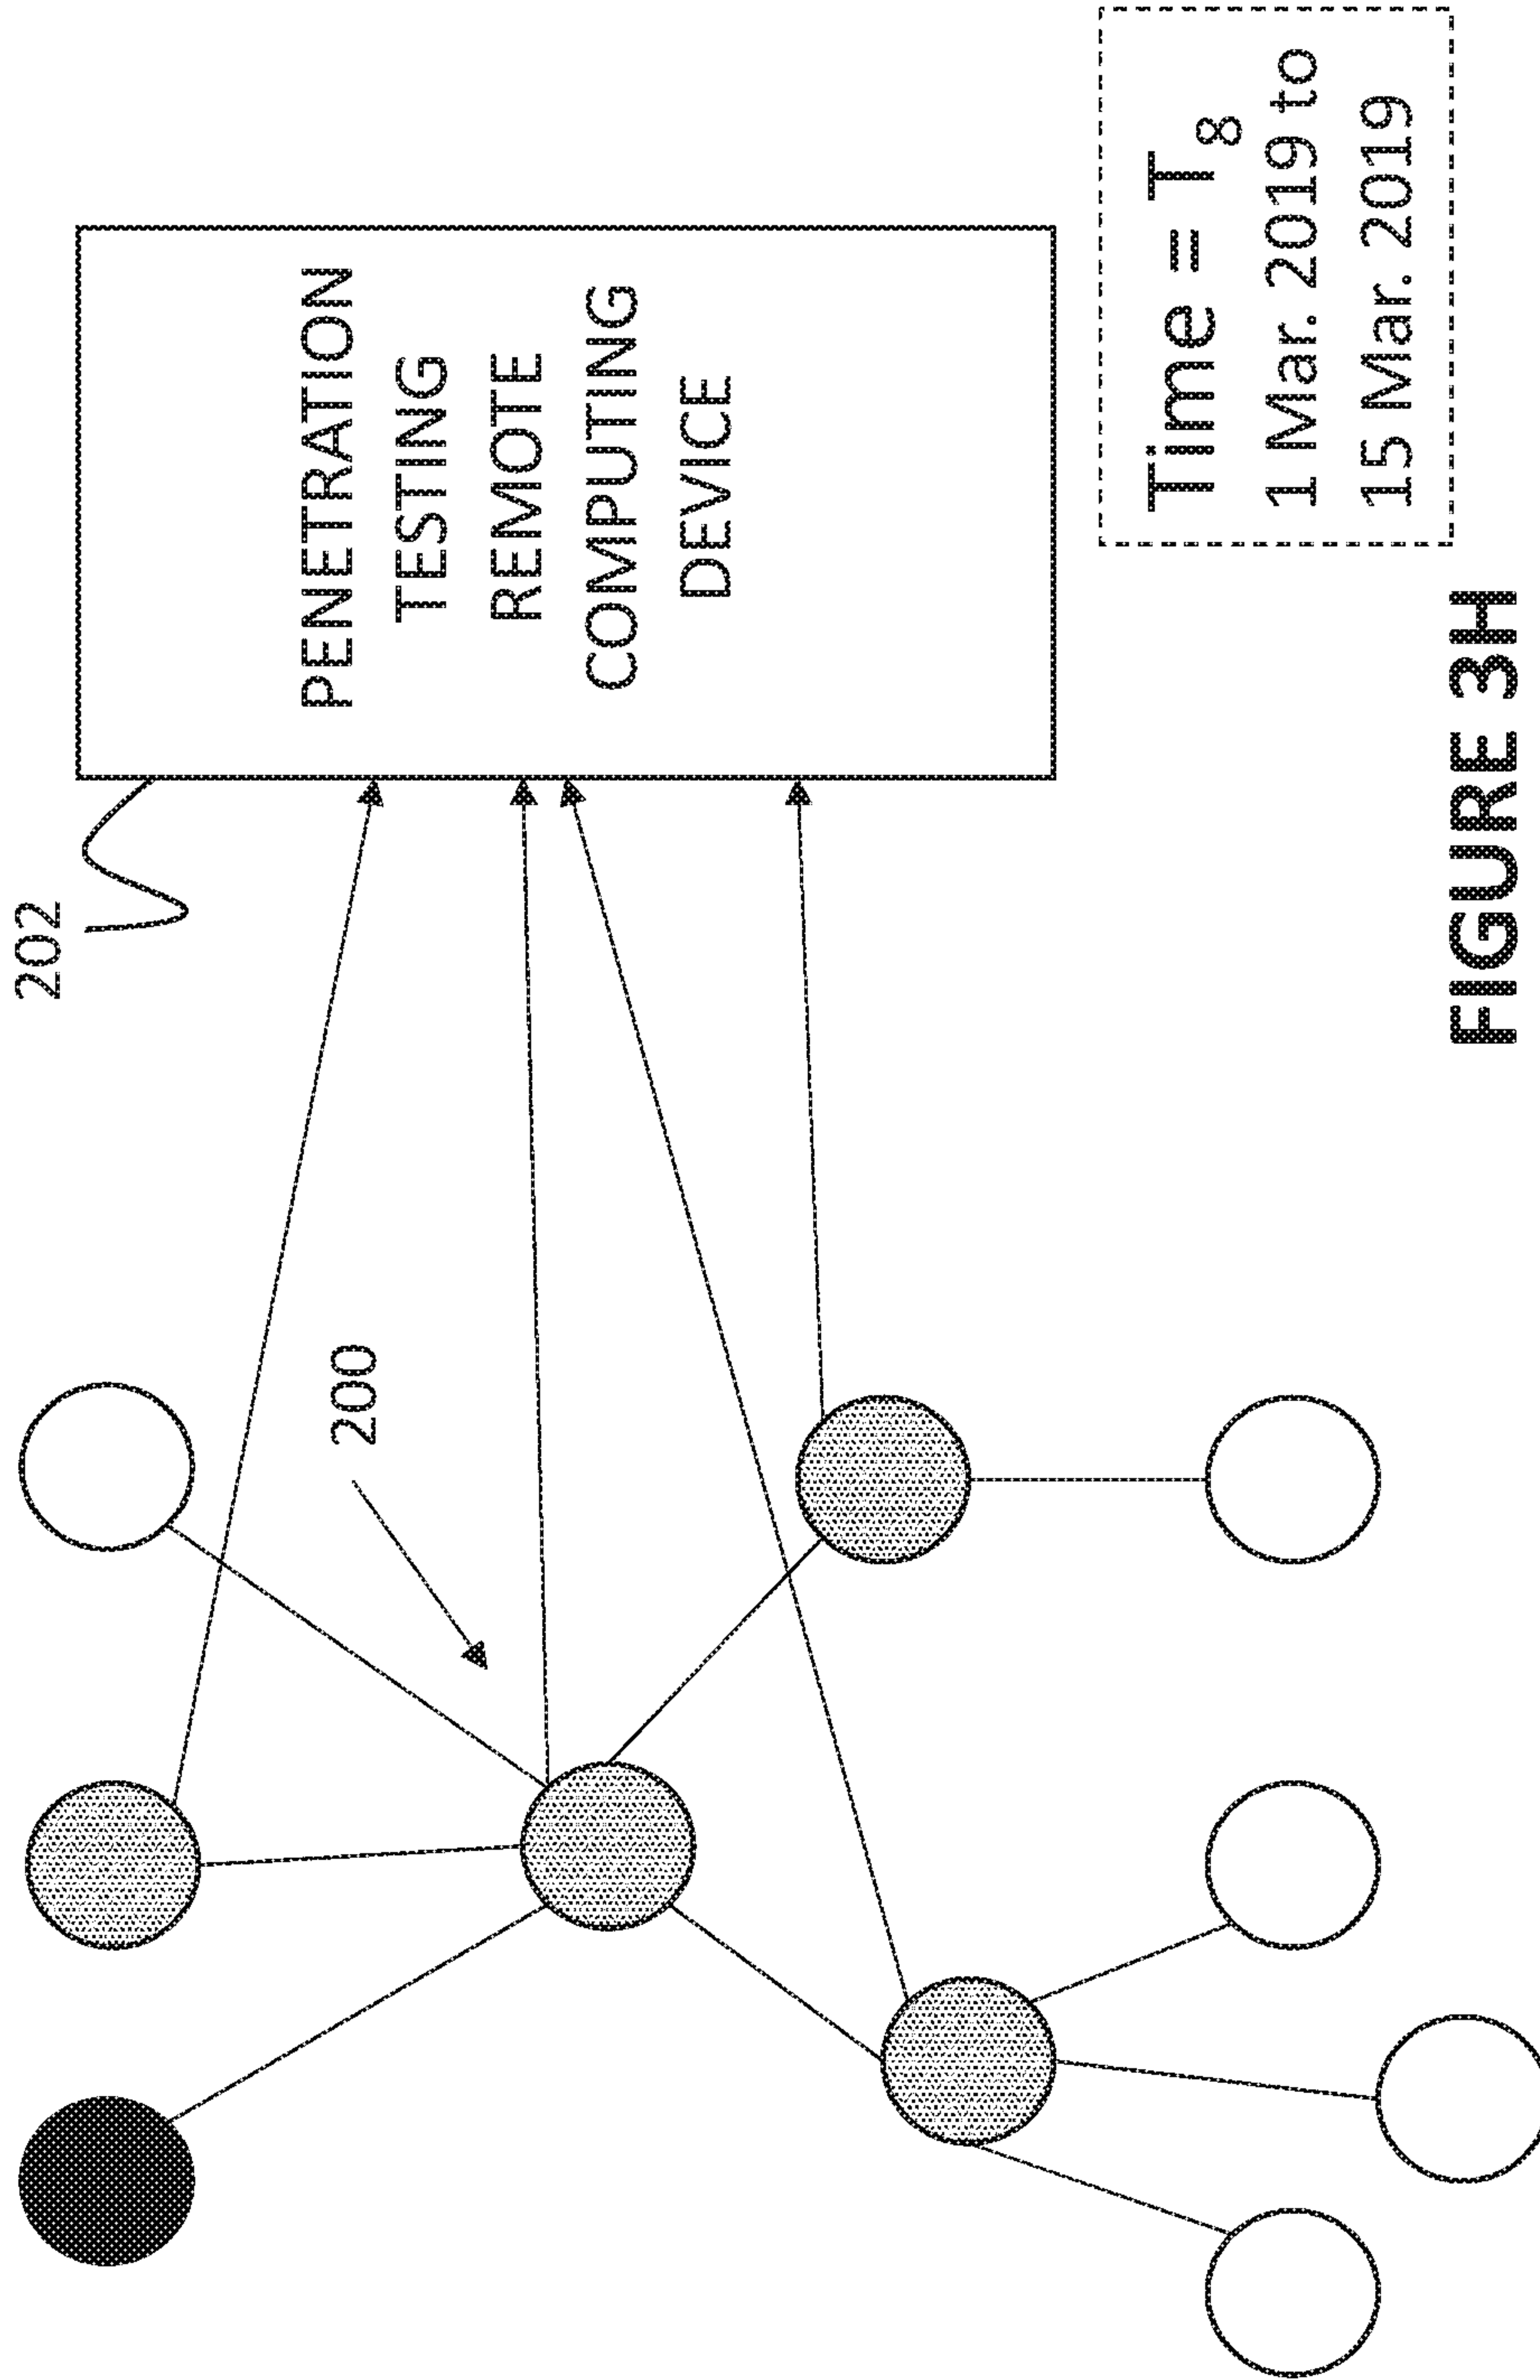 202
PENETRATION
TESTING
REMOTE
COMPUTING
DEVICE
200
Time = T8
1 Mar. 2019 to
15 Mar. 2019
FIGURE 3H